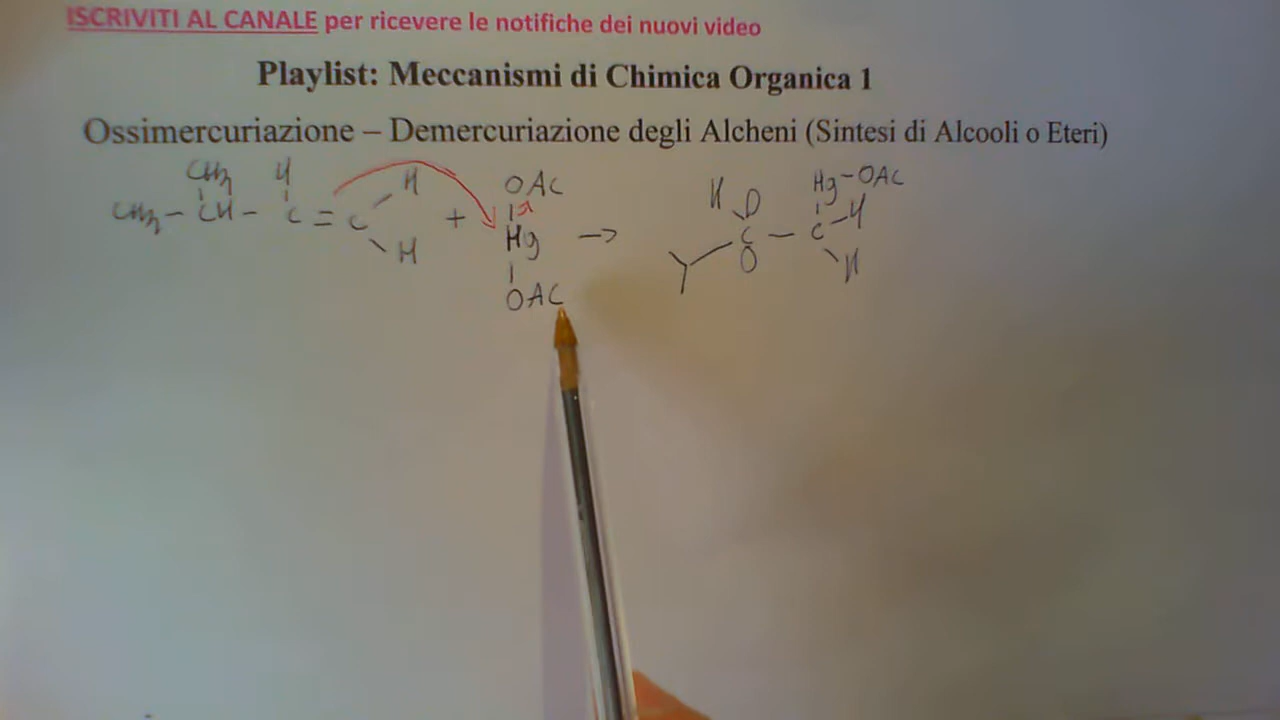 ISCRIVITI AL CANALE per ricevere le notifiche dei nuovi video
Playlist: Meccanismi di Chimica Organica 1
Ossimercuriazione – Demercuriazione degli Alcheni (Sintesi di Alcooli o Eteri)
CH3 H H OAC H Hg-OAC
CH3 - CH - C = C + Hg → C - C - H
H OAC H